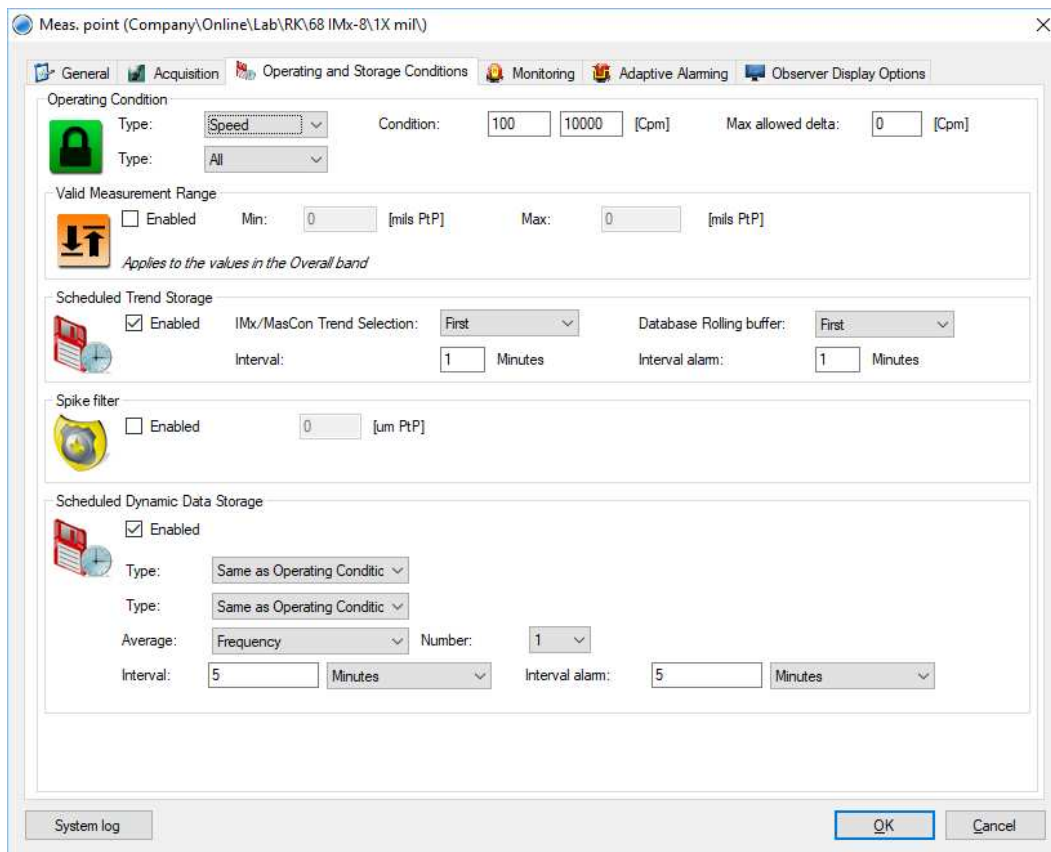 Meas. point (Company\Online\Lab\RK\68 IMx-8\1X mil\)
General Acquisition Operating and Storage Conditions Monitoring Adaptive Alarming Observer Display Options
Operating Condition
Type: Speed Condition: 100 10000 [Cpm] Max allowed delta: 0 [Cpm]
Type: All
Valid Measurement Range
Enabled Min: 0 [mils PtP] Max: 0 [mils PtP]
Applies to the values in the Overall band
Scheduled Trend Storage
Enabled IMx/MasCon Trend Selection: First Database Rolling buffer: First
Interval: 1 Minutes Interval alarm: 1 Minutes
Spike filter
Enabled 0 [um PtP]
Scheduled Dynamic Data Storage
Enabled
Type: Same as Operating Conditic
Type: Same as Operating Conditic
Average: Frequency Number: 1
Interval: 5 Minutes Interval alarm: 5 Minutes
System log OK Cancel